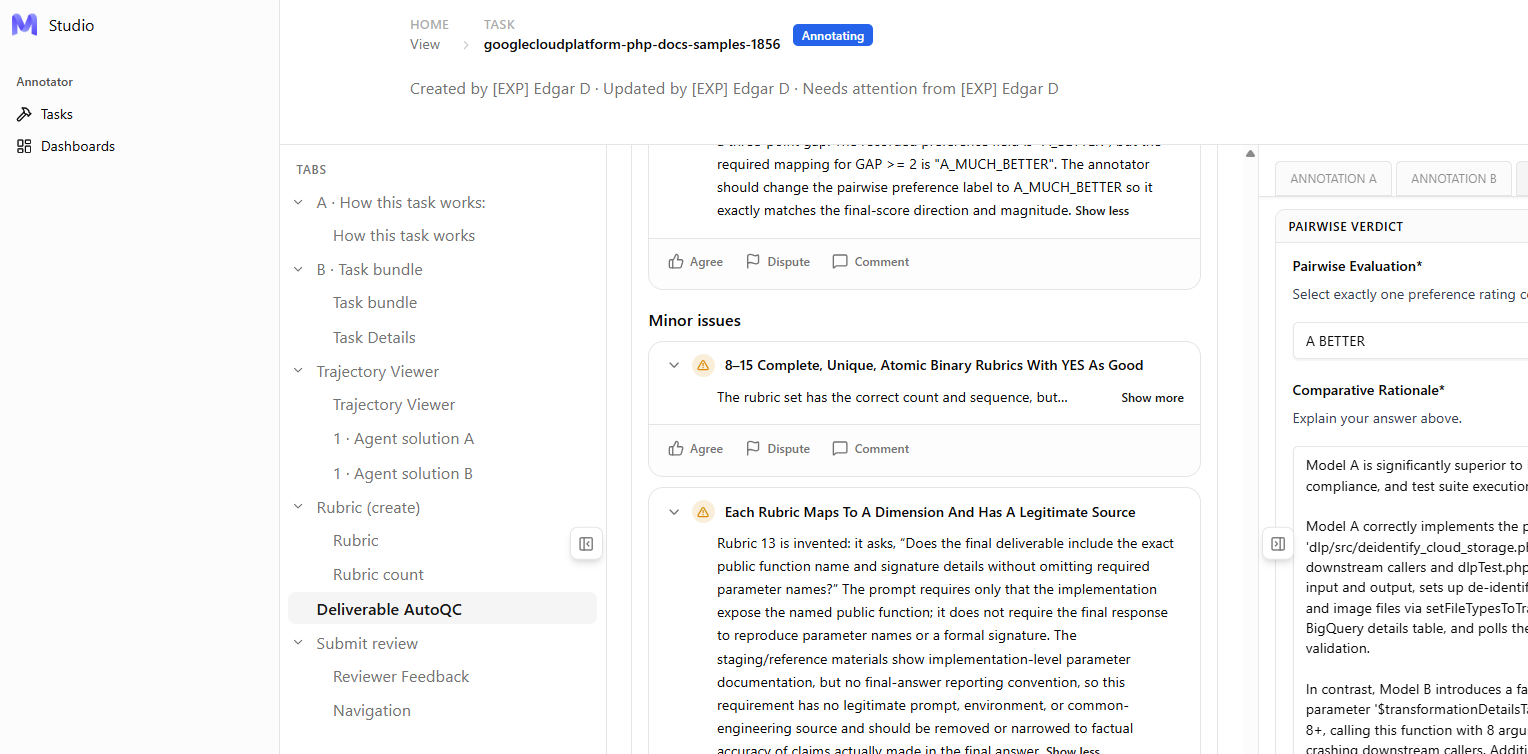 Studio
Annotator
Tasks
Dashboards
HOME
View
TASK
googlecloudplatform-php-docs-samples-1856
Annotating
Created by [EXP] Edgar D · Updated by [EXP] Edgar D · Needs attention from [EXP] Edgar D
TABS
A · How this task works:
How this task works
B · Task bundle
Task bundle
Task Details
Trajectory Viewer
Trajectory Viewer
1 · Agent solution A
1 · Agent solution B
Rubric (create)
Rubric
Rubric count
Deliverable AutoQC
Submit review
Reviewer Feedback
Navigation
required mapping for GAP >= 2 is "A_MUCH_BETTER". The annotator
should change the pairwise preference label to A_MUCH_BETTER so it
exactly matches the final-score direction and magnitude. Show less
Agree
Dispute
Comment
Minor issues
8–15 Complete, Unique, Atomic Binary Rubrics With YES As Good
The rubric set has the correct count and sequence, but...
Show more
Agree
Dispute
Comment
Each Rubric Maps To A Dimension And Has A Legitimate Source
Rubric 13 is invented: it asks, “Does the final deliverable include the exact
public function name and signature details without omitting required
parameter names?” The prompt requires only that the implementation
expose the named public function; it does not require the final response
to reproduce parameter names or a formal signature. The
staging/reference materials show implementation-level parameter
documentation, but no final-answer reporting convention, so this
requirement has no legitimate prompt, environment, or common-
engineering source and should be removed or narrowed to factual
accuracy of claims actually made in the final answer. Show less
ANNOTATION A
ANNOTATION B
PAIRWISE VERDICT
Pairwise Evaluation*
Select exactly one preference rating
A BETTER
Comparative Rationale*
Explain your answer above.
Model A is significantly superior to
compliance, and test suite execution
Model A correctly implements the
'dlp/src/deidentify_cloud_storage.ph
downstream callers and dlpTest.php
input and output, sets up de-identif
and image files via setFileTypesToTra
BigQuery details table, and polls the
validation.
In contrast, Model B introduces a fa
parameter '$transformationDetailsTa
8+, calling this function with 8 argu
crashing downstream callers.